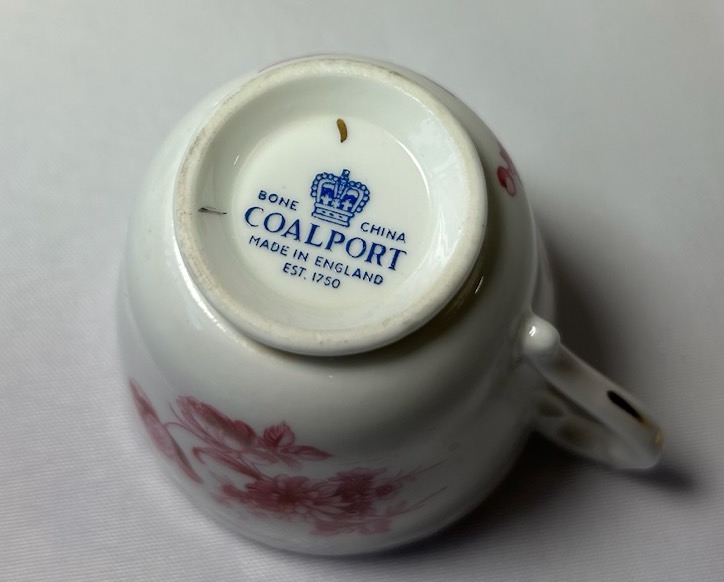 BONE CHINA
COALPORT
MADE IN ENGLAND
EST. 1750